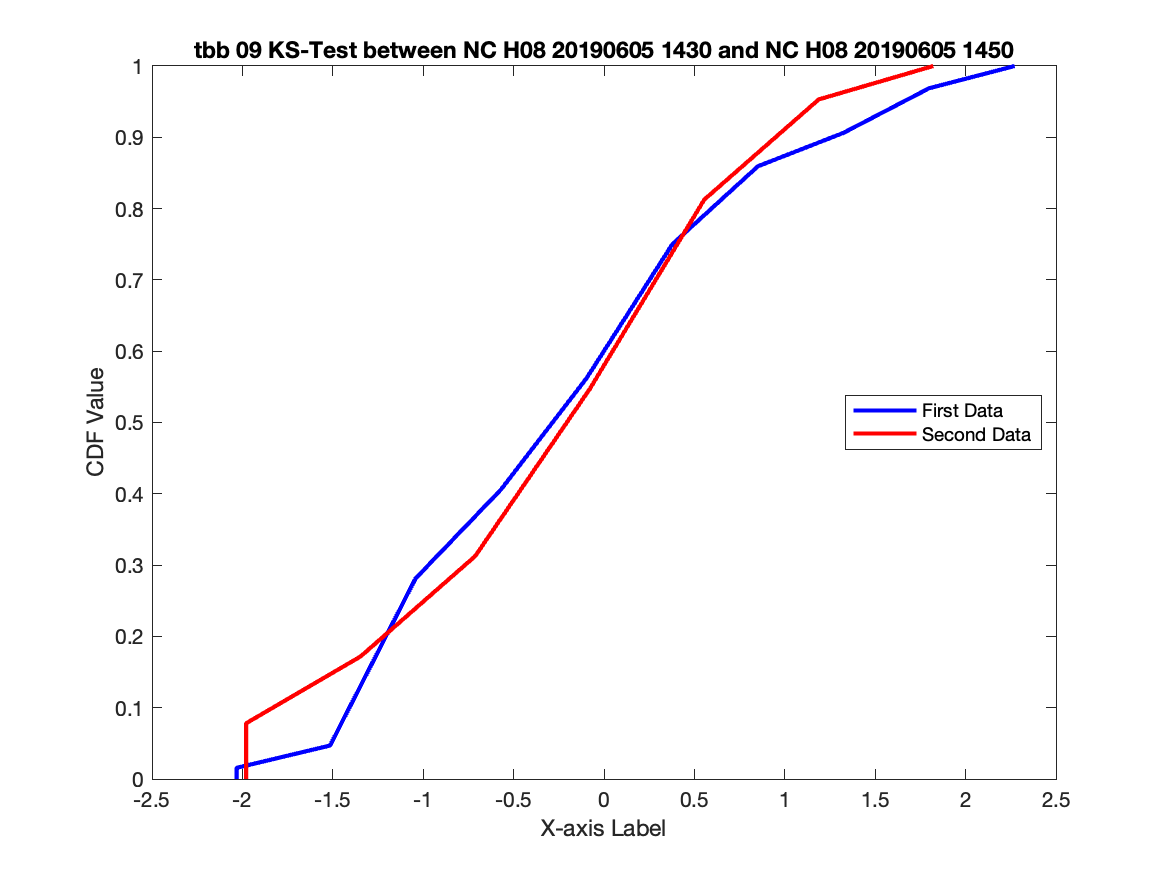 tbb 09 KS-Test between NC H08 20190605 1430 and NC H08 20190605 1450
1
0.9
0.8
0.7
0.6
0.5
0.4
0.3
0.2
0.1
0
CDF Value
First Data
Second Data
-2.5 -2 -1.5 -1 -0.5 0 0.5 1 1.5 2 2.5
X-axis Label